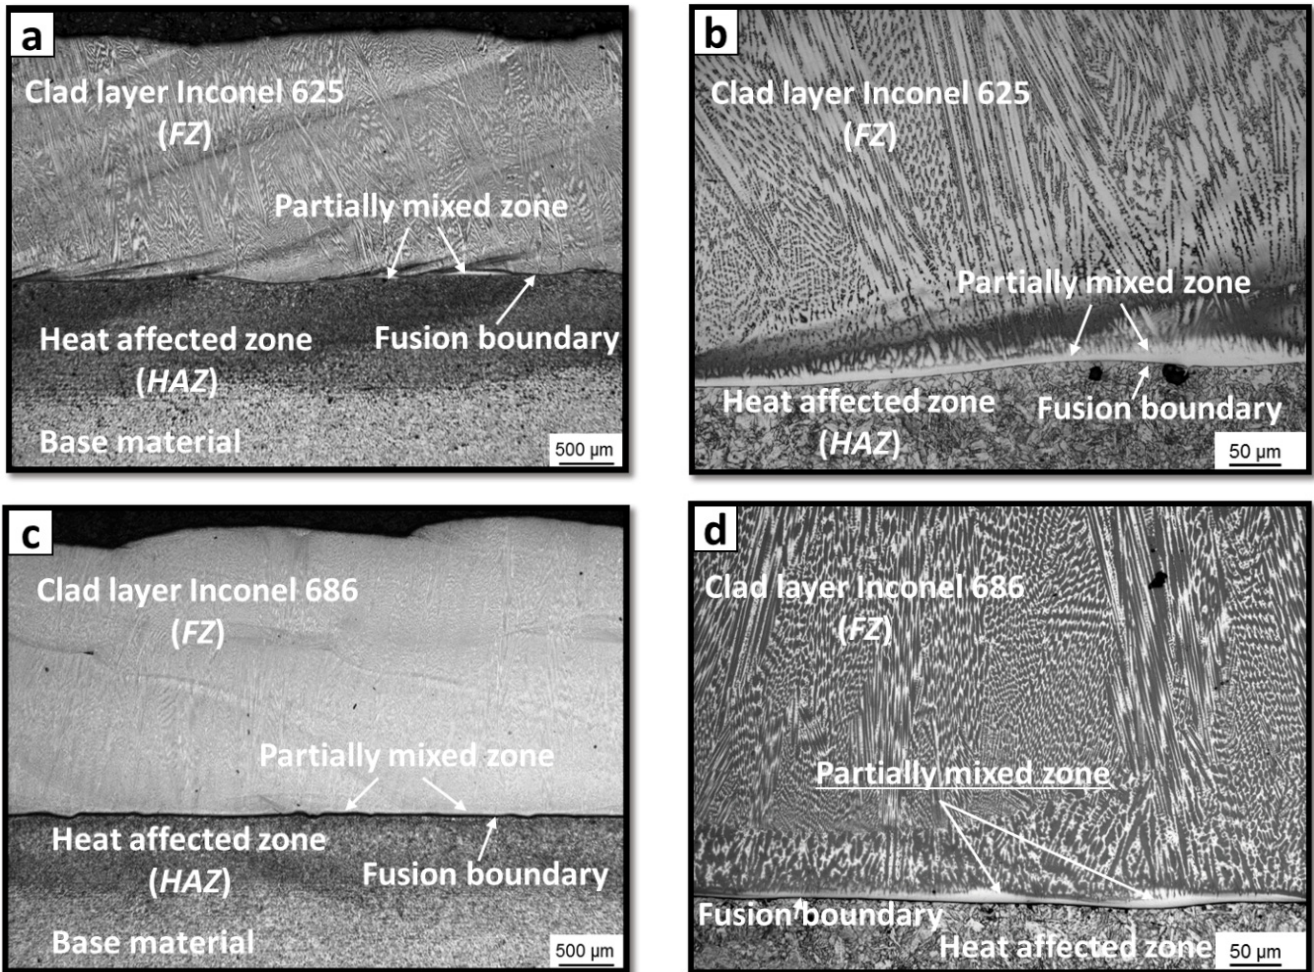 a
Clad layer Inconel 625
(FZ)
Partially mixed zone
Heat affected zone
(HAZ)
Fusion boundary
Base material
500 µm
b
Clad layer Inconel 625
(FZ)
Partially mixed zone
Heat affected zone
(HAZ)
Fusion boundary
50 µm
c
Clad layer Inconel 686
(FZ)
Partially mixed zone
Heat affected zone
(HAZ)
Fusion boundary
Base material
500 µm
d
Clad layer Inconel 686
(FZ)
Partially mixed zone
Fusion boundary
Heat affected zone
50 µm